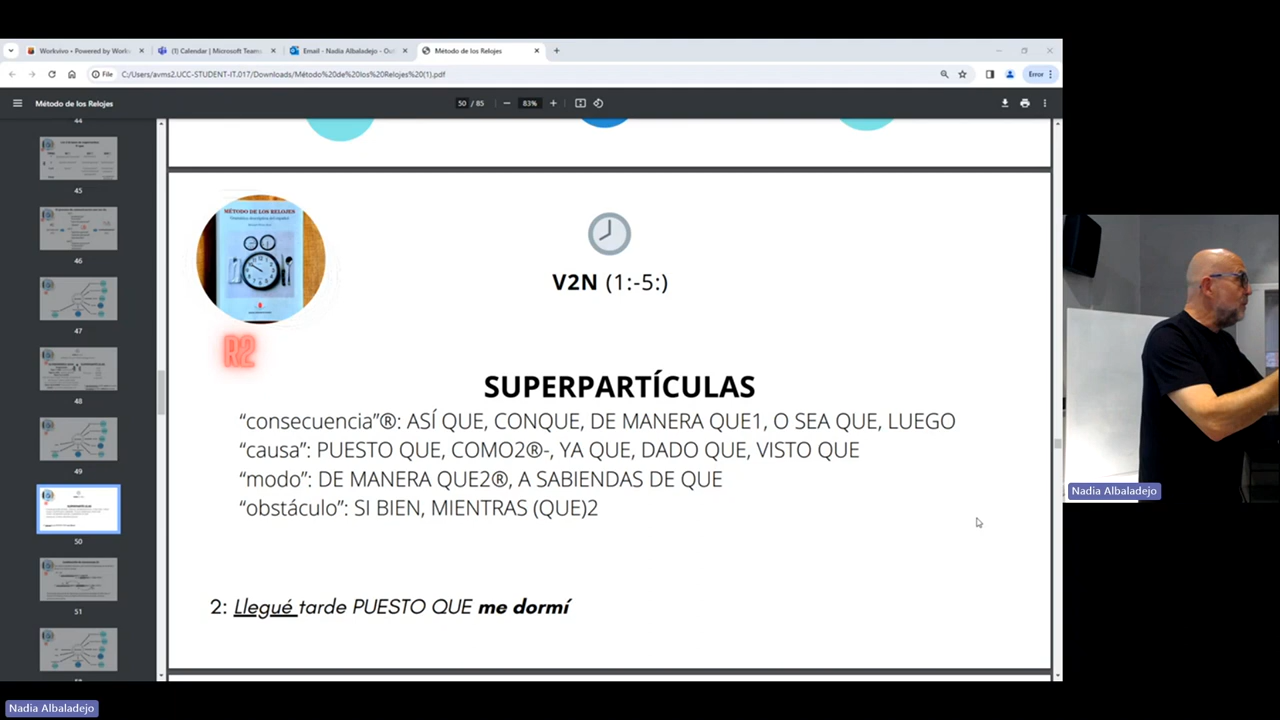 Workvivo • Powered by Work
(1) Calendar | Microsoft Teams
Email - Nadia Albaladejo - Ou
Método de los Relojes
File
C:/Users/avms2.UCC-STUDENT-IT.017/Downloads/Método%20de%20los%20Relojes%20(1).pdf
Error
Método de los Relojes
50 / 85
83%
44
45
46
47
48
49
50
51
MÉTODO DE LOS RELOJES
R2
V2N (1:-5:)
SUPERPARTÍCULAS
“consecuencia”®: ASÍ QUE, CONQUE, DE MANERA QUE1, O SEA QUE, LUEGO
“causa”: PUESTO QUE, COMO2®-, YA QUE, DADO QUE, VISTO QUE
“modo”: DE MANERA QUE2®, A SABIENDAS DE QUE
“obstáculo”: SI BIEN, MIENTRAS (QUE)2
2: Llegué tarde PUESTO QUE me dormí
Nadia Albaladejo
Nadia Albaladejo